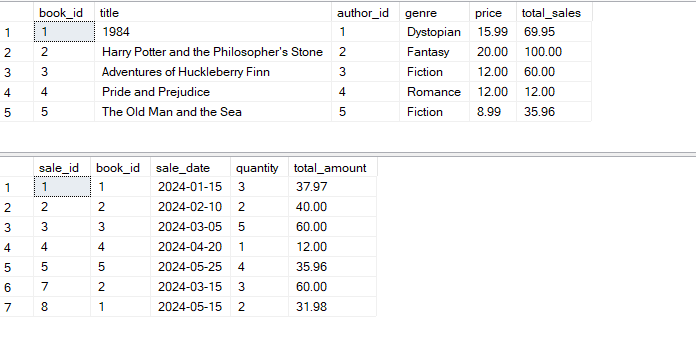 book_id title author_id genre price total_sales
1 1 1984 1 Dystopian 15.99 69.95
2 2 Harry Potter and the Philosopher's Stone 2 Fantasy 20.00 100.00
3 3 Adventures of Huckleberry Finn 3 Fiction 12.00 60.00
4 4 Pride and Prejudice 4 Romance 12.00 12.00
5 5 The Old Man and the Sea 5 Fiction 8.99 35.96
sale_id book_id sale_date quantity total_amount
1 1 1 2024-01-15 3 37.97
2 2 2 2024-02-10 2 40.00
3 3 3 2024-03-05 5 60.00
4 4 4 2024-04-20 1 12.00
5 5 5 2024-05-25 4 35.96
6 7 2 2024-03-15 3 60.00
7 8 1 2024-05-15 2 31.98